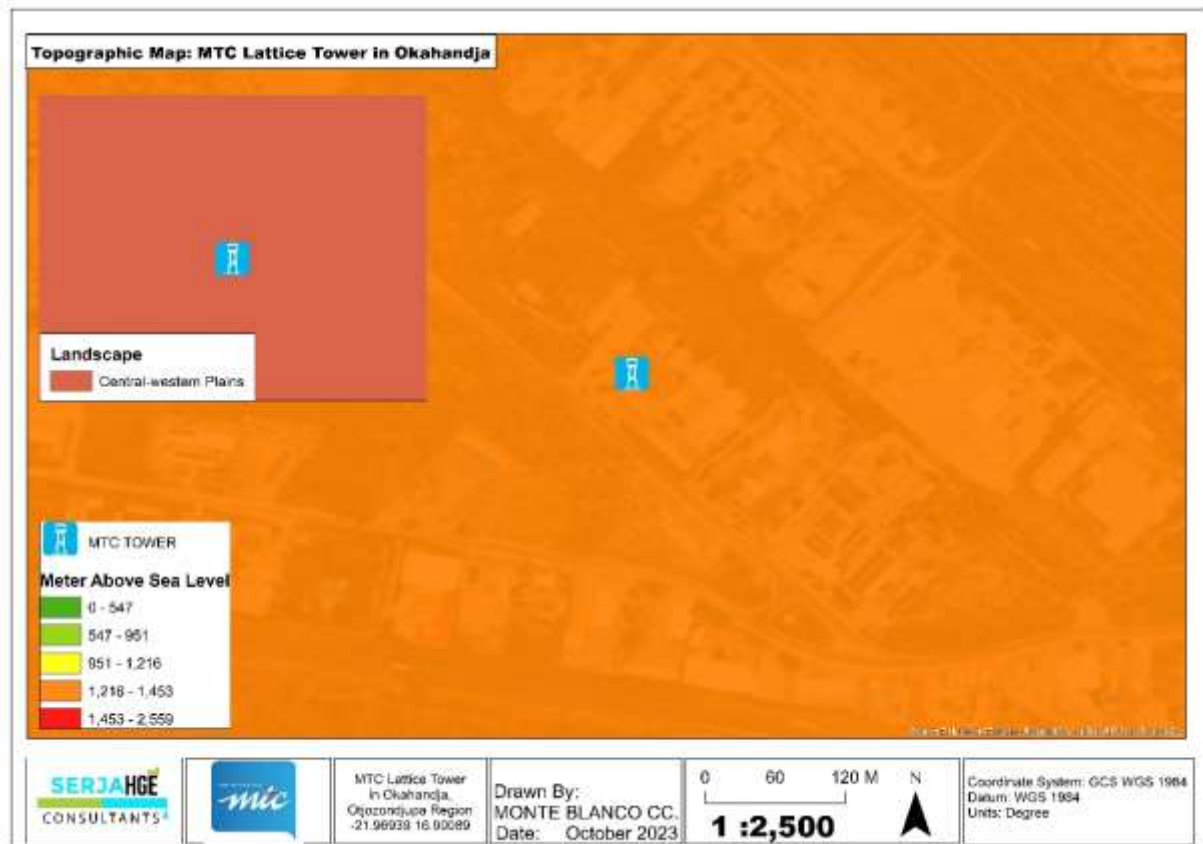 Topographic Map: MTC Lattice Tower in Okahandja
Landscape
Central-western Plains
MTC TOWER
Meter Above Sea Level
0 - 547
547 - 951
951 - 1,216
1,216 - 1,453
1,453 - 2,559
SERJAHGE
CONSULTANTS
mtc
MTC Lattice Tower
in Okahandja,
Otjozondjupa Region
-21.96939 16.90089
Drawn By:
MONTE BLANCO CC.
Date: October 2023
0 60 120 M N
1 :2,500
Coordinate System: GCS WGS 1984
Datum: WGS 1984
Units: Degree